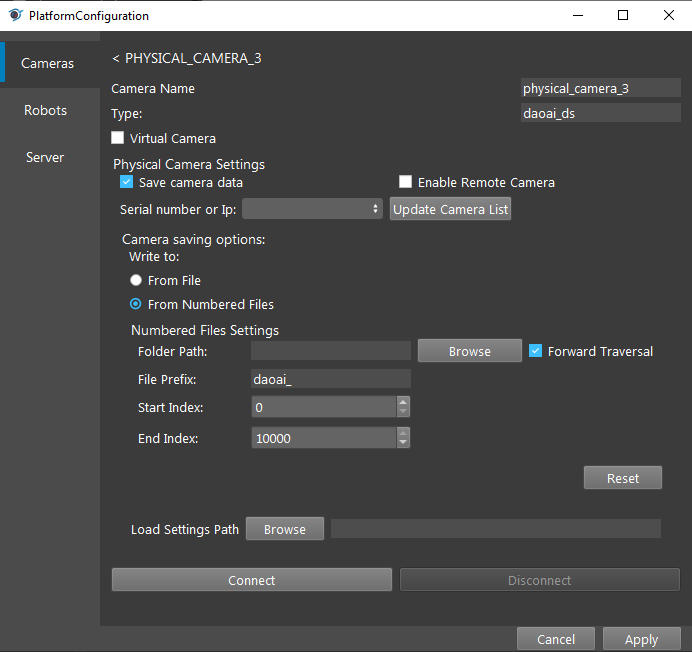 PlatformConfiguration
Cameras
Robots
Server
< PHYSICAL_CAMERA_3
Camera Name physical_camera_3
Type: daoai_ds
Virtual Camera
Physical Camera Settings
Save camera data Enable Remote Camera
Serial number or Ip: Update Camera List
Camera saving options:
Write to:
From File
From Numbered Files
Numbered Files Settings
Folder Path: Browse Forward Traversal
File Prefix: daoai_
Start Index: 0
End Index: 10000
Reset
Load Settings Path Browse
Connect Disconnect
Cancel Apply